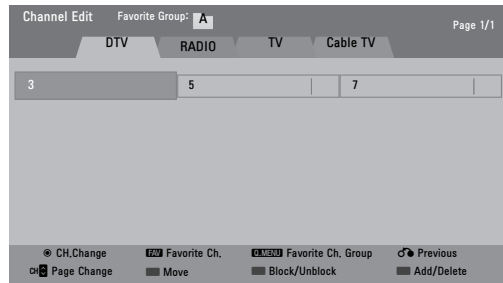 Channel Edit Favorite Group: A Page 1/1
DTV RADIO TV Cable TV
3 5 7
CH.Change FAV Favorite Ch. Q.MENU Favorite Ch. Group Previous
CH Page Change Move Block/Unblock Add/Delete